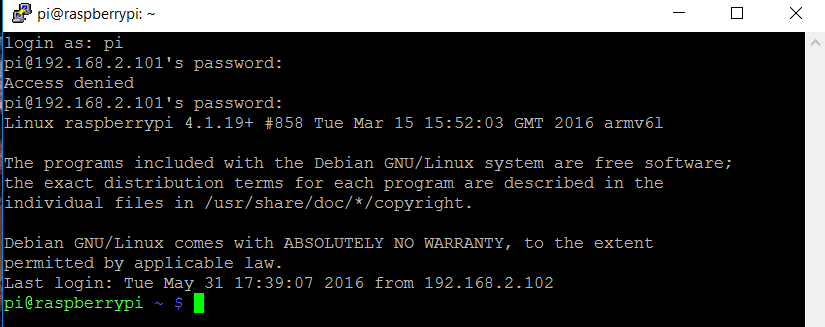 pi@raspberrypi: ~
login as: pi
pi@192.168.2.101's password:
Access denied
pi@192.168.2.101's password:
Linux raspberrypi 4.1.19+ #858 Tue Mar 15 15:52:03 GMT 2016 armv6l
The programs included with the Debian GNU/Linux system are free software;
the exact distribution terms for each program are described in the
individual files in /usr/share/doc/*/copyright.
Debian GNU/Linux comes with ABSOLUTELY NO WARRANTY, to the extent
permitted by applicable law.
Last login: Tue May 31 17:39:07 2016 from 192.168.2.102
pi@raspberrypi ~ $